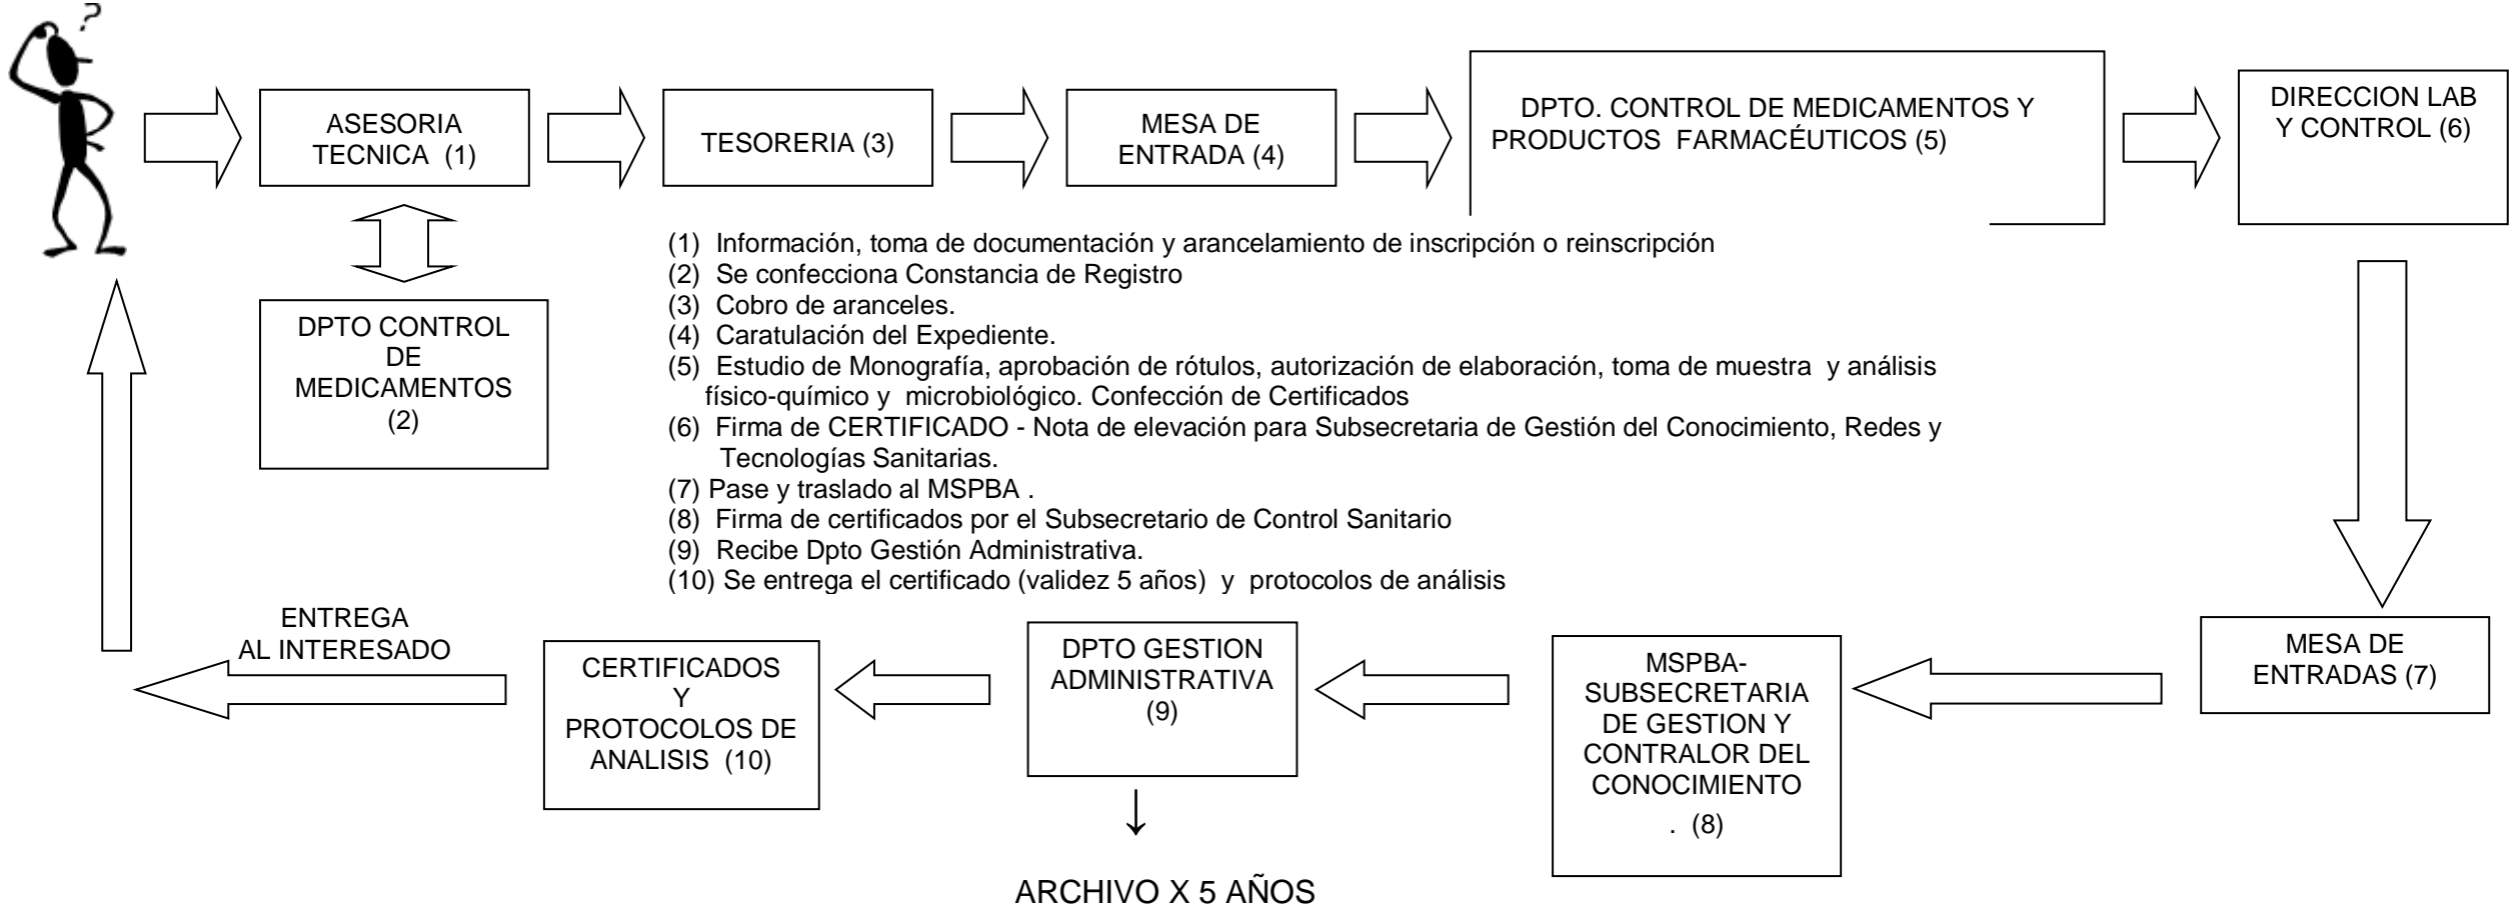 ?
ASESORIA
TECNICA (1)
TESORERIA (3)
MESA DE
ENTRADA (4)
DPTO. CONTROL DE MEDICAMENTOS Y
PRODUCTOS FARMACÉUTICOS (5)
DIRECCION LAB
Y CONTROL (6)
DPTO CONTROL
DE
MEDICAMENTOS
(2)
(1) Información, toma de documentación y arancelamiento de inscripción o reinscripción
(2) Se confecciona Constancia de Registro
(3) Cobro de aranceles.
(4) Caratulación del Expediente.
(5) Estudio de Monografía, aprobación de rótulos, autorización de elaboración, toma de muestra y análisis
físico-químico y microbiológico. Confección de Certificados
(6) Firma de CERTIFICADO - Nota de elevación para Subsecretaria de Gestión del Conocimiento, Redes y
Tecnologías Sanitarias.
(7) Pase y traslado al MSPBA .
(8) Firma de certificados por el Subsecretario de Control Sanitario
(9) Recibe Dpto Gestión Administrativa.
(10) Se entrega el certificado (validez 5 años) y protocolos de análisis
MESA DE
ENTRADAS (7)
MSPBA-
SUBSECRETARIA
DE GESTION Y
CONTRALOR DEL
CONOCIMIENTO
. (8)
DPTO GESTION
ADMINISTRATIVA
(9)
ARCHIVO X 5 AÑOS
CERTIFICADOS
Y
PROTOCOLOS DE
ANALISIS (10)
ENTREGA
AL INTERESADO